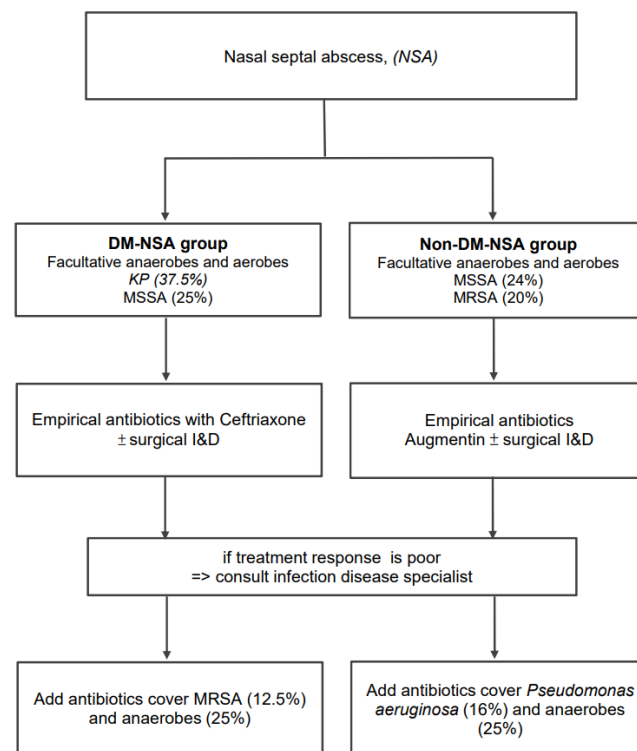 Nasal septal abscess, (NSA)
DM-NSA group
Facultative anaerobes and aerobes
KP (37.5%)
MSSA (25%)
Non-DM-NSA group
Facultative anaerobes and aerobes
MSSA (24%)
MRSA (20%)
Empirical antibiotics with Ceftriaxone
± surgical I&D
Empirical antibiotics
Augmentin ± surgical I&D
if treatment response is poor
=> consult infection disease specialist
Add antibiotics cover MRSA (12.5%)
and anaerobes (25%)
Add antibiotics cover Pseudomonas
aeruginosa (16%) and anaerobes
(25%)